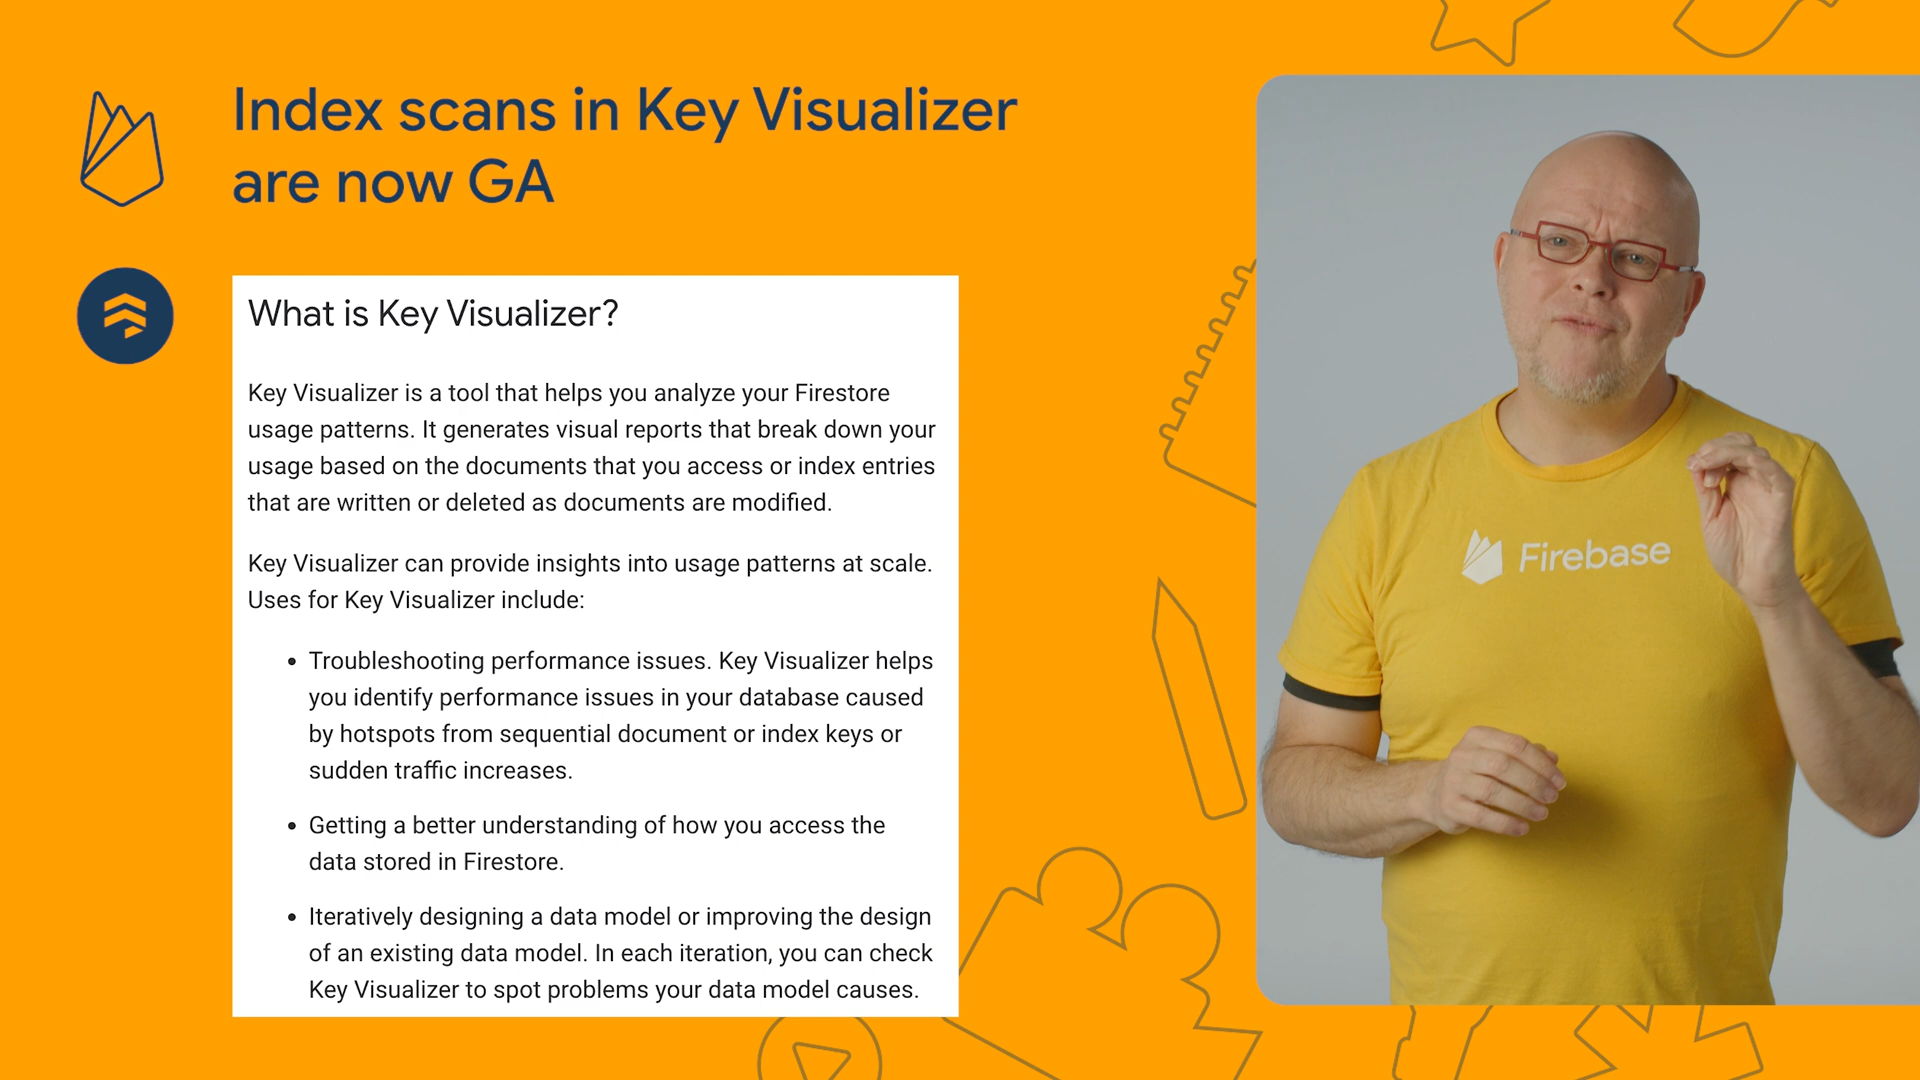 Index scans in Key Visualizer
are now GA
What is Key Visualizer?
Key Visualizer is a tool that helps you analyze your Firestore
usage patterns. It generates visual reports that break down your
usage based on the documents that you access or index entries
that are written or deleted as documents are modified.
Key Visualizer can provide insights into usage patterns at scale.
Uses for Key Visualizer include:
• Troubleshooting performance issues. Key Visualizer helps
you identify performance issues in your database caused
by hotspots from sequential document or index keys or
sudden traffic increases.
• Getting a better understanding of how you access the
data stored in Firestore.
• Iteratively designing a data model or improving the design
of an existing data model. In each iteration, you can check
Key Visualizer to spot problems your data model causes.
Firebase